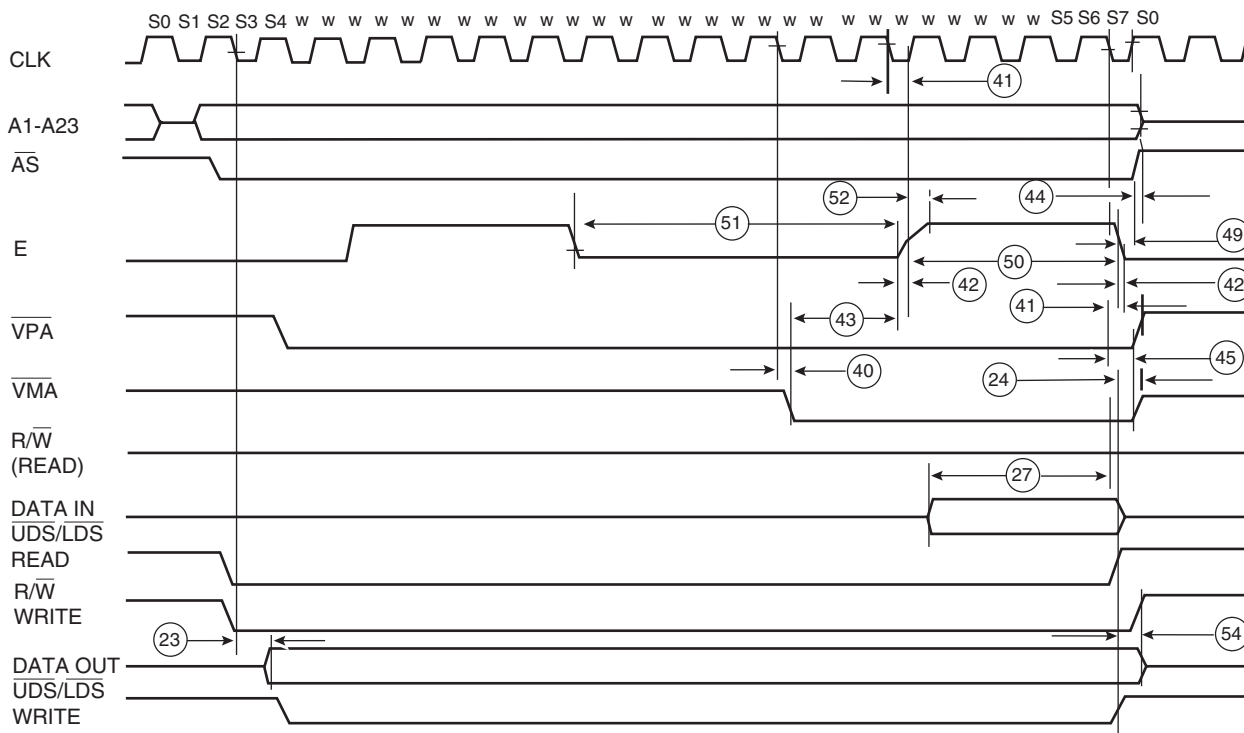 S0 S1 S2 S3 S4 w w w w w w w w w w w w w w w w w w w w w w w w w w w w w w w w w w w w S5 S6 S7 S0
CLK
41
A1-A23
AS
52
44
51
49
E
50
42
42
41
43
VPA
45
40
24
VMA
R/W
(READ)
27
DATA IN
UDS/LDS
READ
R/W
WRITE
23
54
DATA OUT
UDS/LDS
WRITE